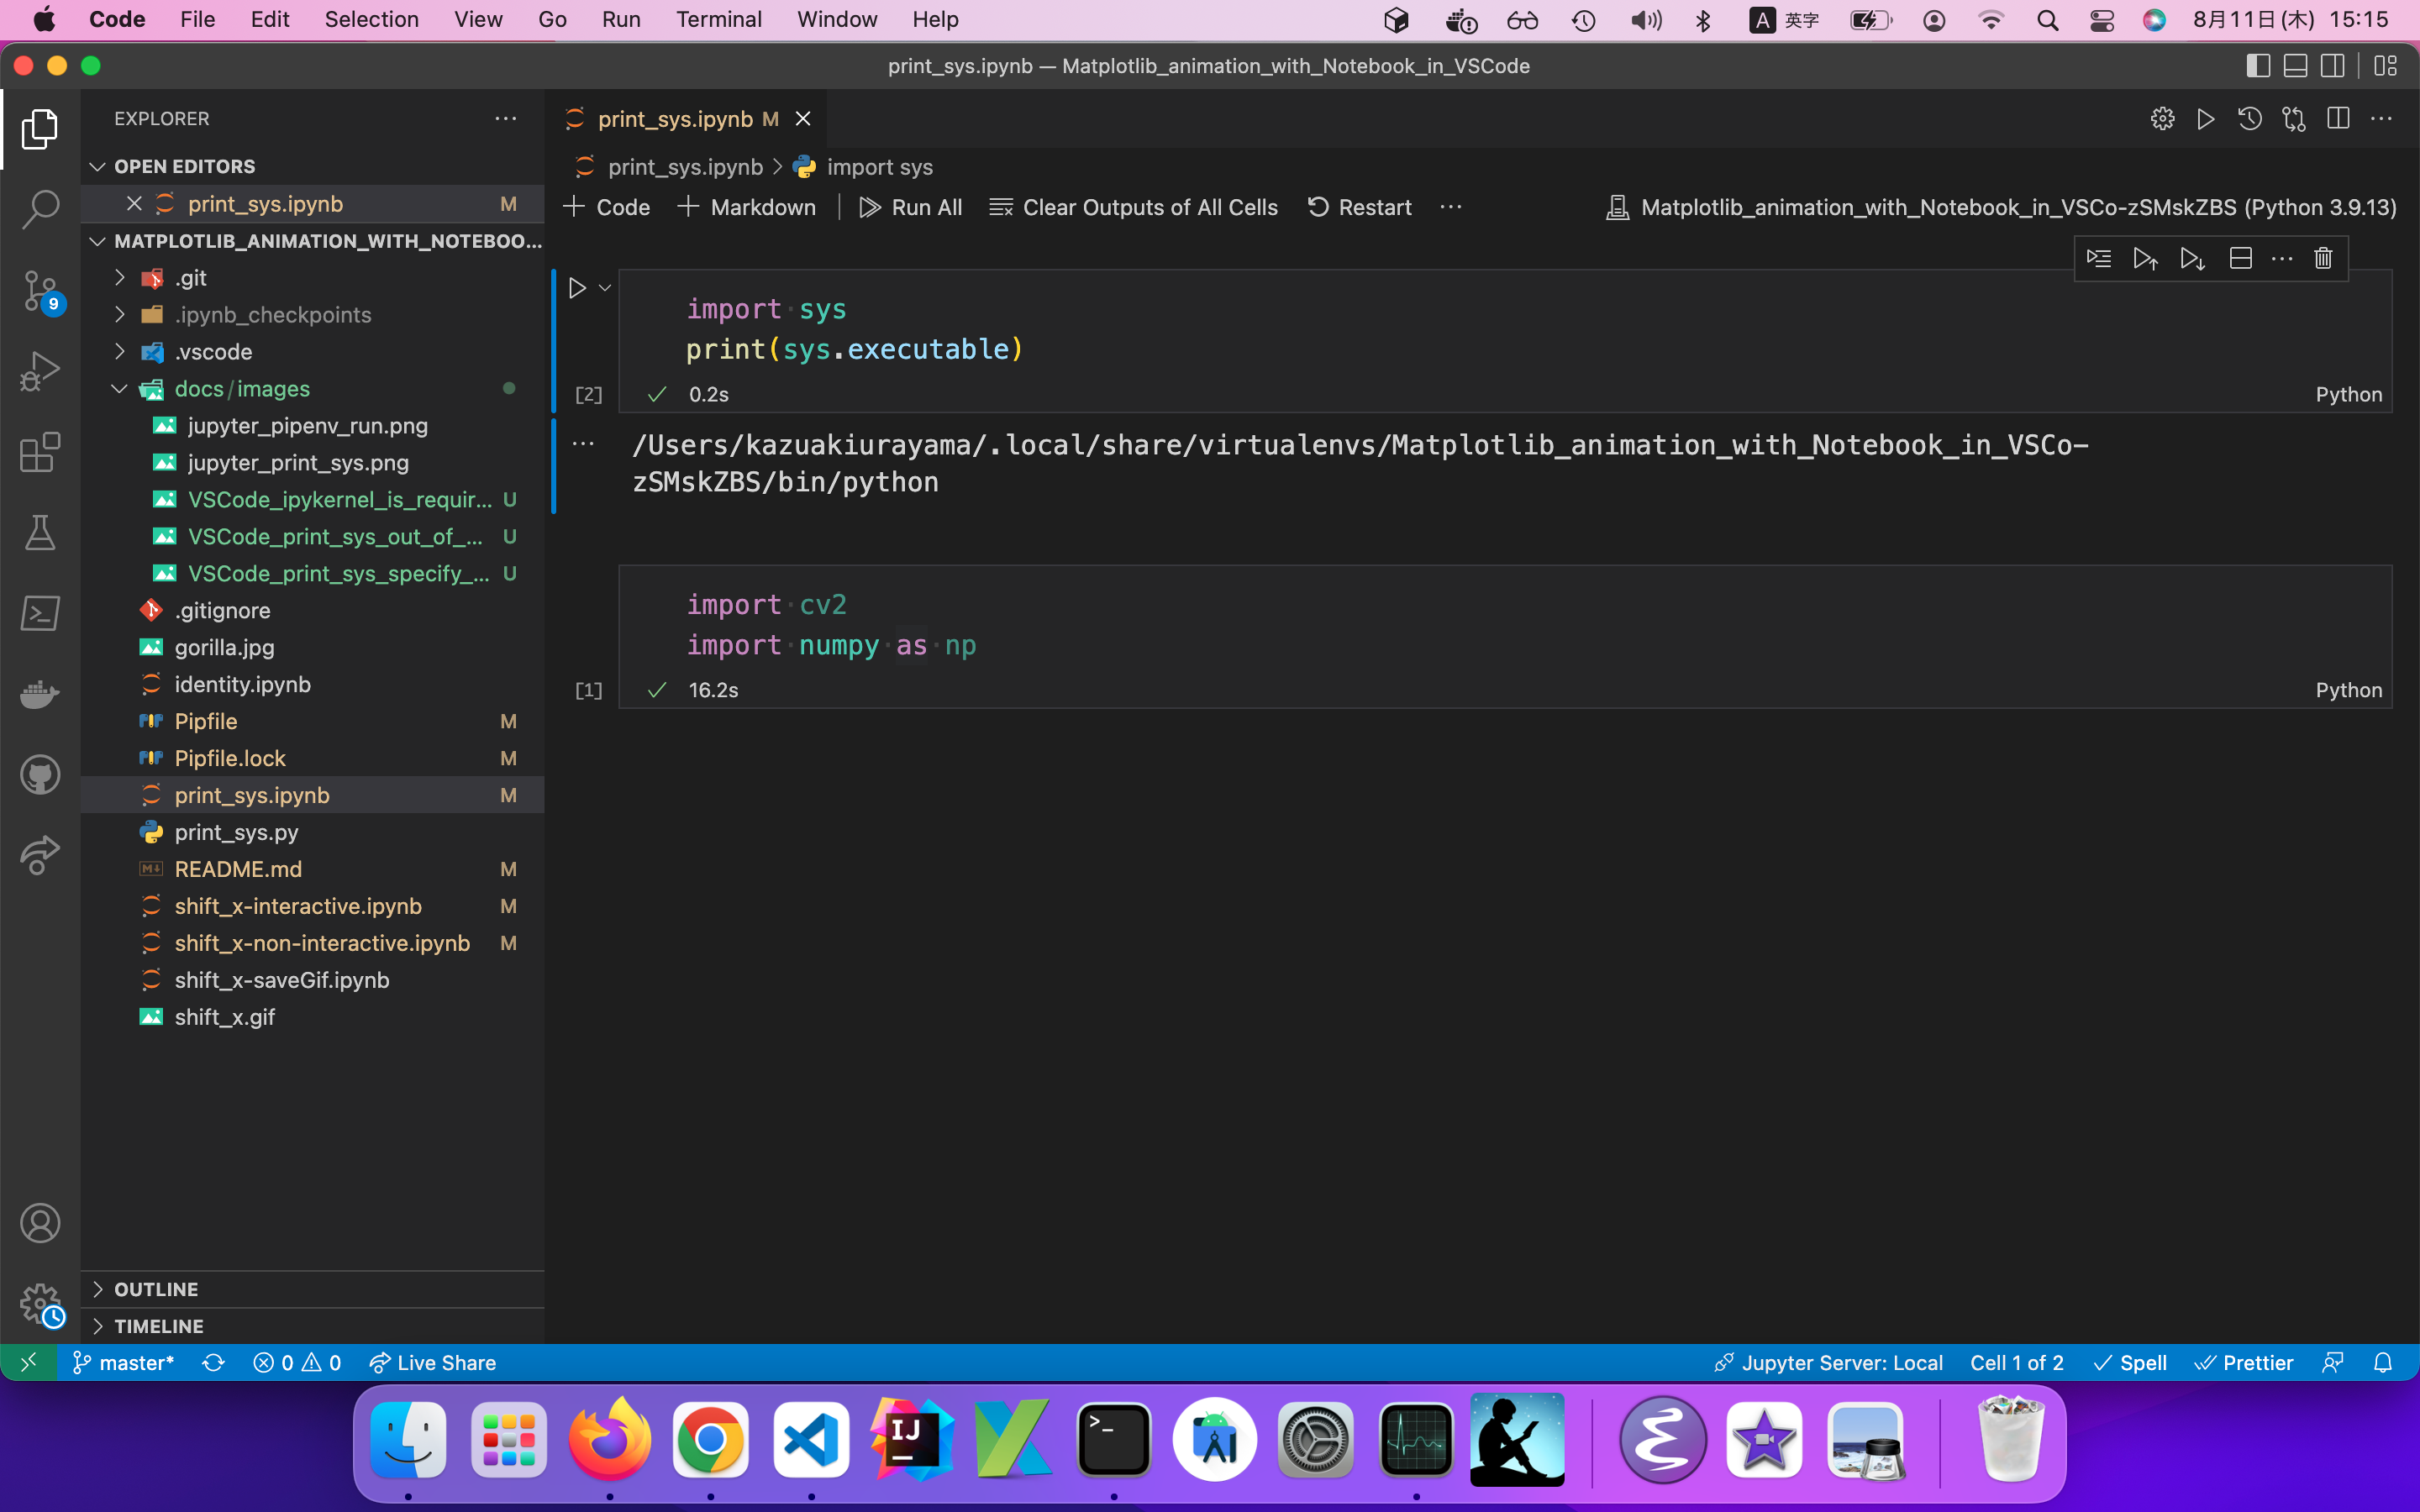 Code File Edit Selection View Go Run Terminal Window Help A 英字 8月11日(木) 15:15
print_sys.ipynb — Matplotlib_animation_with_Notebook_in_VSCode
EXPLORER
OPEN EDITORS
print_sys.ipynb M
MATPLOTLIB_ANIMATION_WITH_NOTEBOO...
.git
.ipynb_checkpoints
.vscode
docs/images
jupyter_pipenv_run.png
jupyter_print_sys.png
VSCode_ipykernel_is_requir... U
VSCode_print_sys_out_of_... U
VSCode_print_sys_specify_... U
.gitignore
gorilla.jpg
identity.ipynb
Pipfile M
Pipfile.lock M
print_sys.ipynb M
print_sys.py
README.md M
shift_x-interactive.ipynb M
shift_x-non-interactive.ipynb M
shift_x-saveGif.ipynb
shift_x.gif
OUTLINE
TIMELINE
9
print_sys.ipynb M
print_sys.ipynb > import sys
Code Markdown Run All Clear Outputs of All Cells Restart ... Matplotlib_animation_with_Notebook_in_VSCo-zSMskZBS (Python 3.9.13)
import sys
print(sys.executable)
[2] 0.2s Python
/Users/kazuakiurayama/.local/share/virtualenvs/Matplotlib_animation_with_Notebook_in_VSCo-
zSMskZBS/bin/python
import cv2
import numpy as np
[1] 16.2s Python
master* 0 0 Live Share Jupyter Server: Local Cell 1 of 2 Spell Prettier
IJ